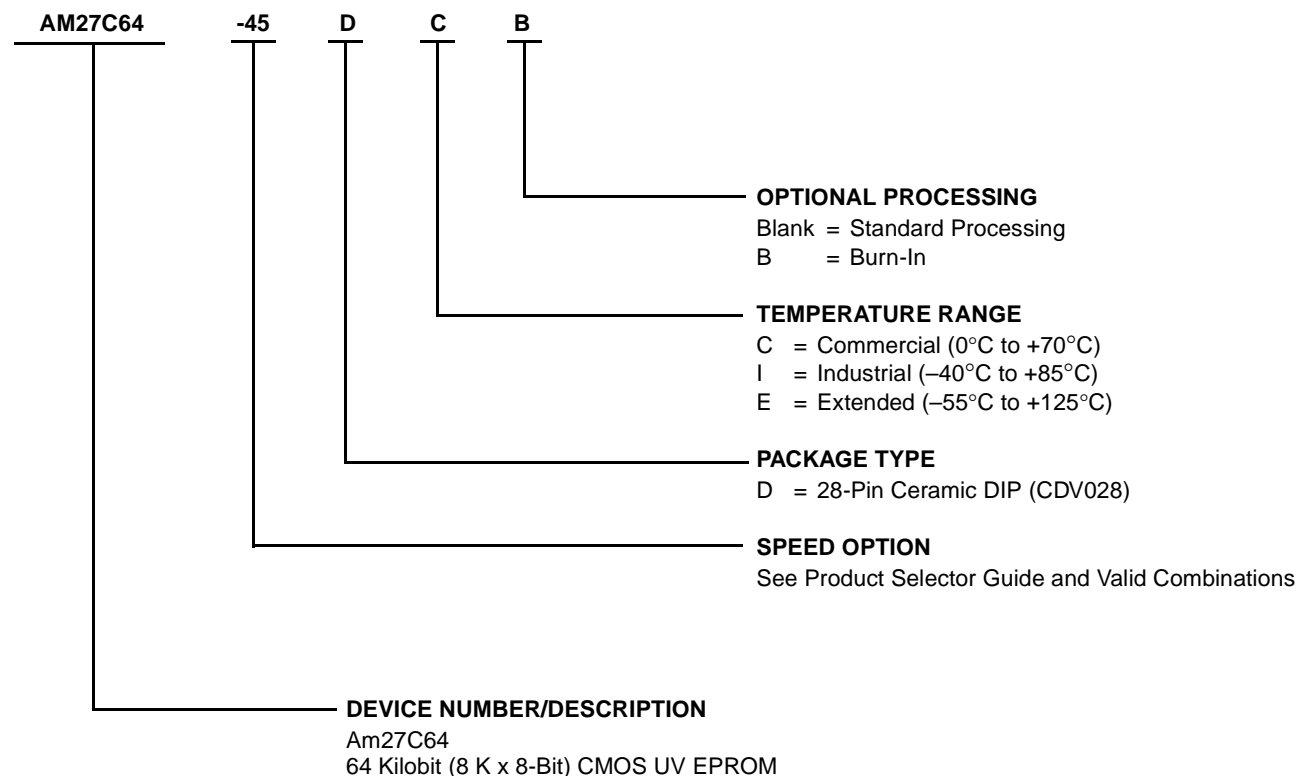 AM27C64 -45 D C B
OPTIONAL PROCESSING
Blank = Standard Processing
B = Burn-In
TEMPERATURE RANGE
C = Commercial (0°C to +70°C)
I = Industrial (–40°C to +85°C)
E = Extended (–55°C to +125°C)
PACKAGE TYPE
D = 28-Pin Ceramic DIP (CDV028)
SPEED OPTION
See Product Selector Guide and Valid Combinations
DEVICE NUMBER/DESCRIPTION
Am27C64
64 Kilobit (8 K x 8-Bit) CMOS UV EPROM